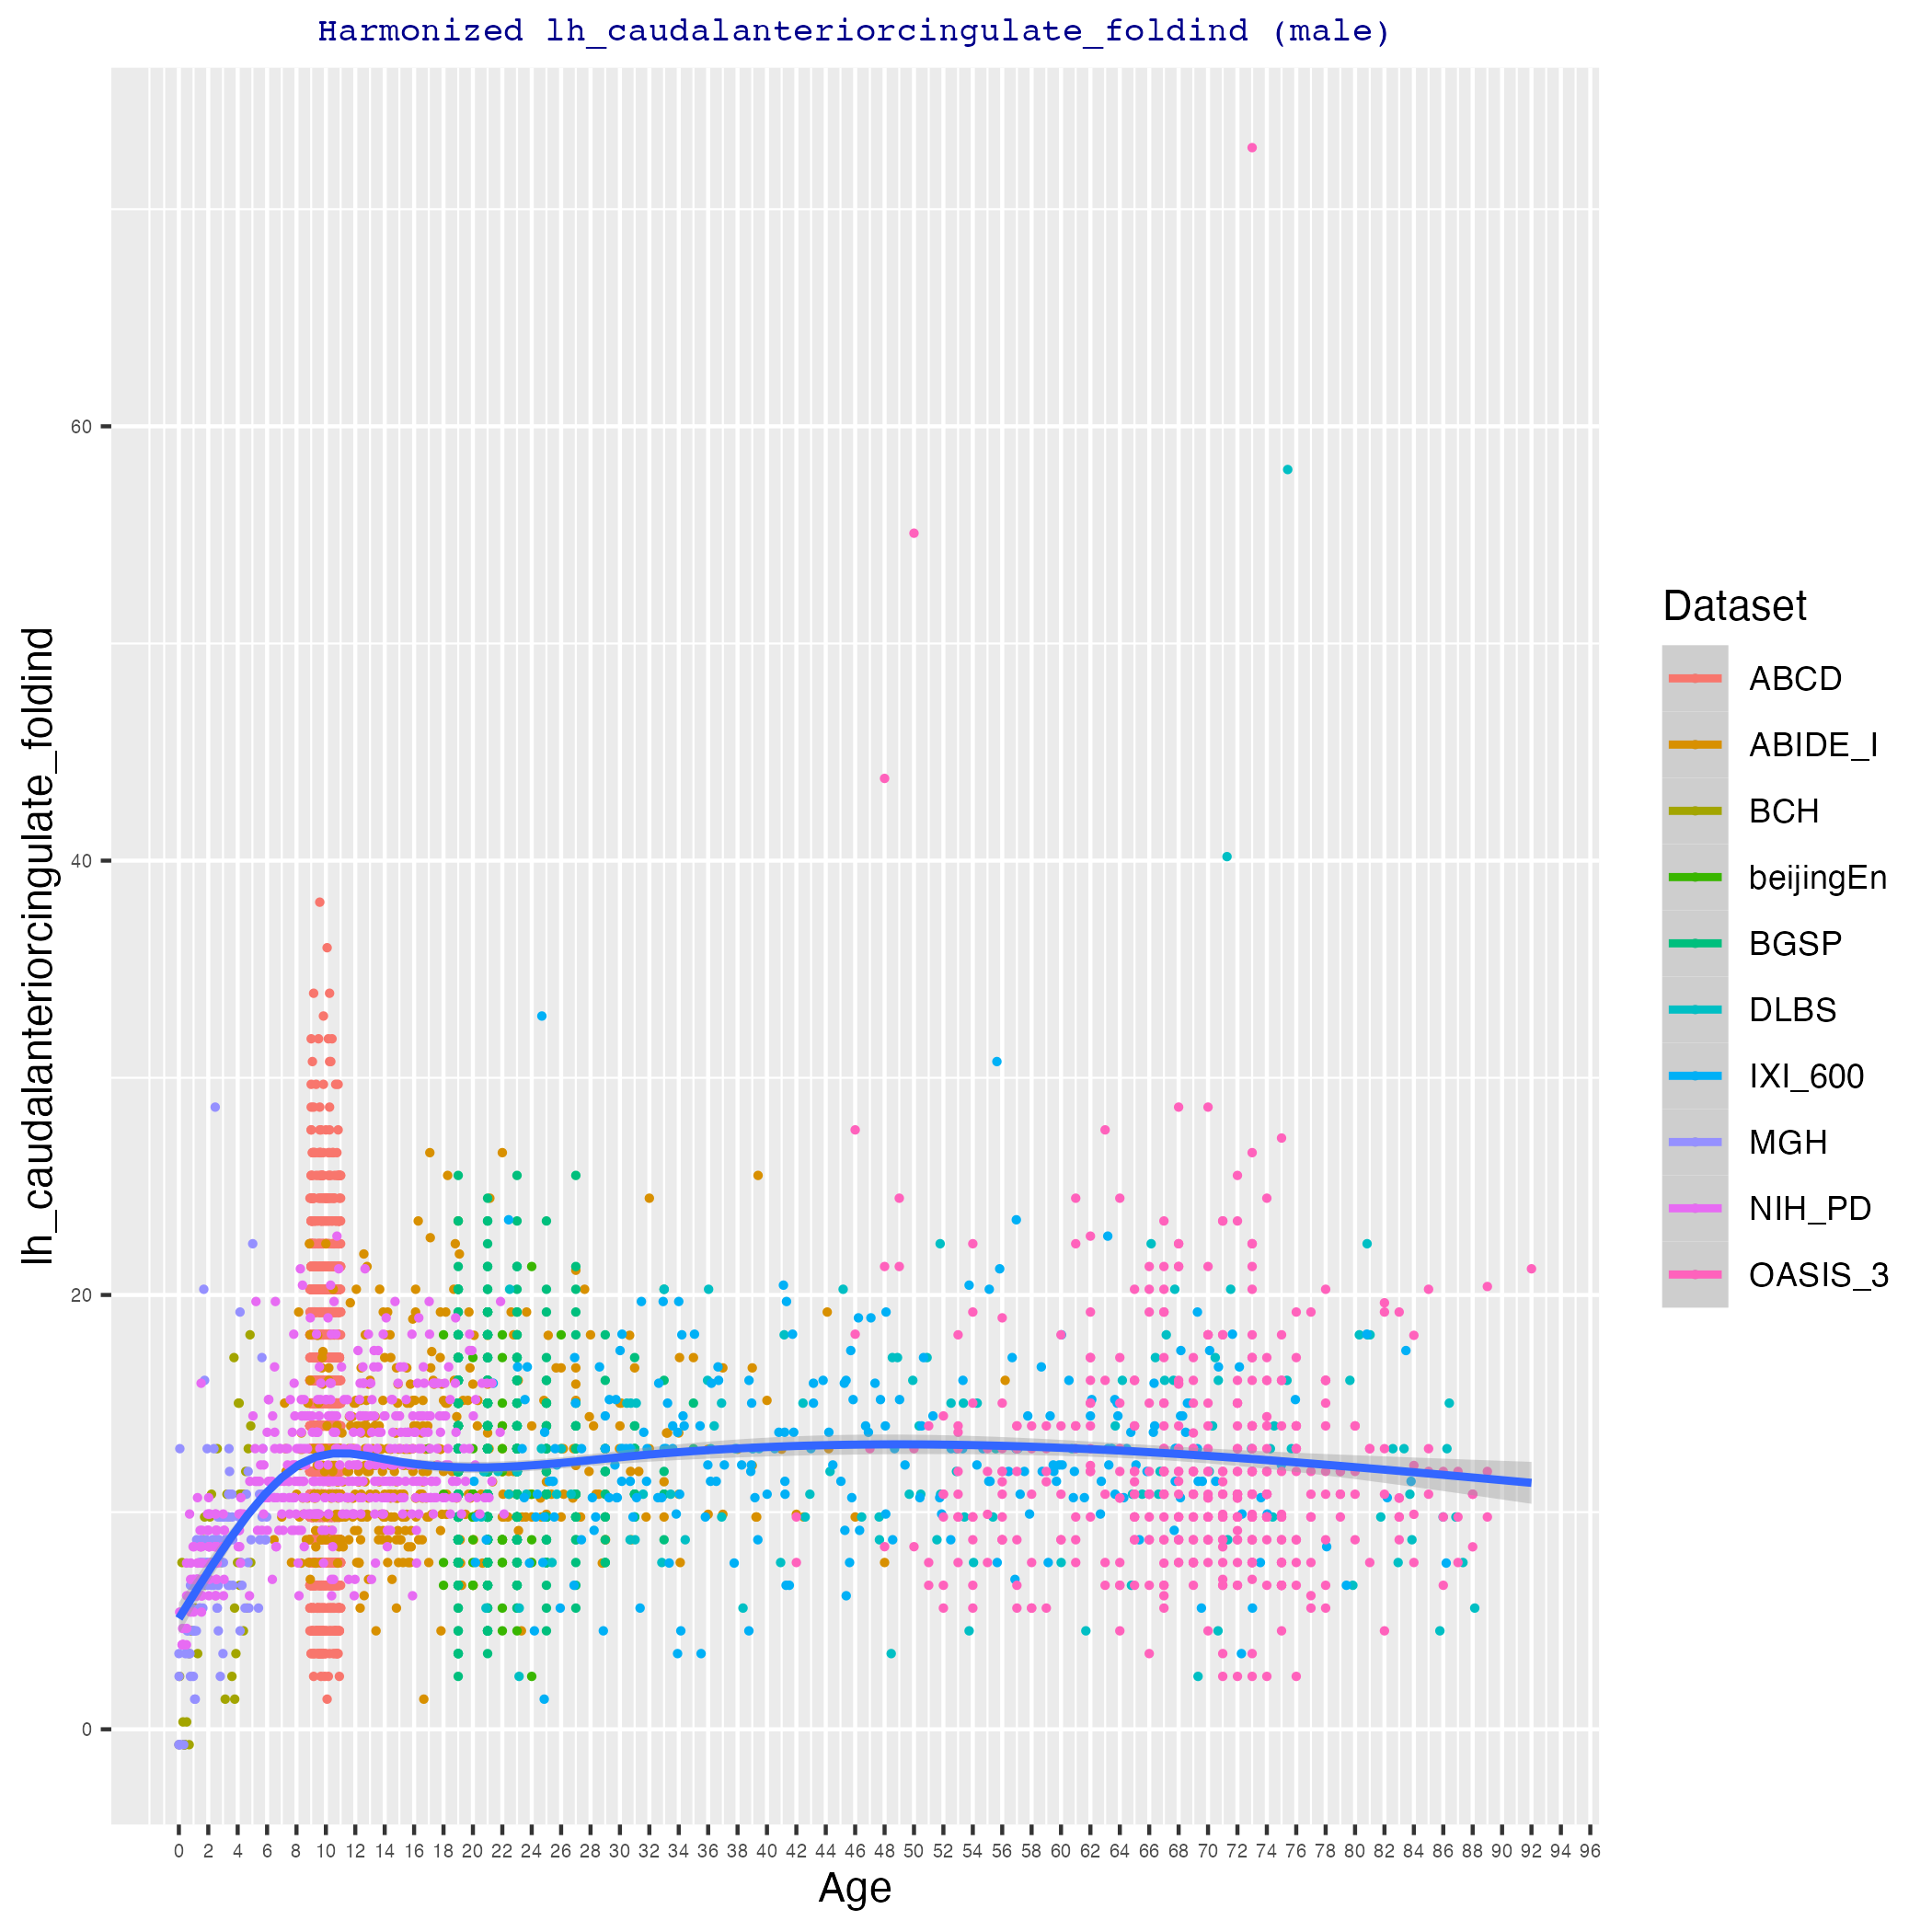 Harmonized lh_caudalanteriorcingulate_foldind (male)
lh_caudalanteriorcingulate_foldind
60
40
20
0
0 2 4 6 8 10 12 14 16 18 20 22 24 26 28 30 32 34 36 38 40 42 44 46 48 50 52 54 56 58 60 62 64 66 68 70 72 74 76 78 80 82 84 86 88 90 92 94 96
Age
Dataset
ABCD
ABIDE_I
BCH
beijingEn
BGSP
DLBS
IXI_600
MGH
NIH_PD
OASIS_3